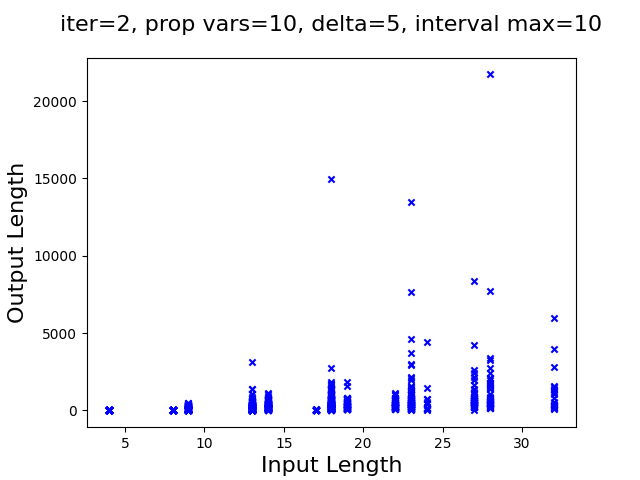 iter=2, prop vars=10, delta=5, interval max=10
20000
15000
10000
5000
0
Output Length
5 10 15 20 25 30
Input Length